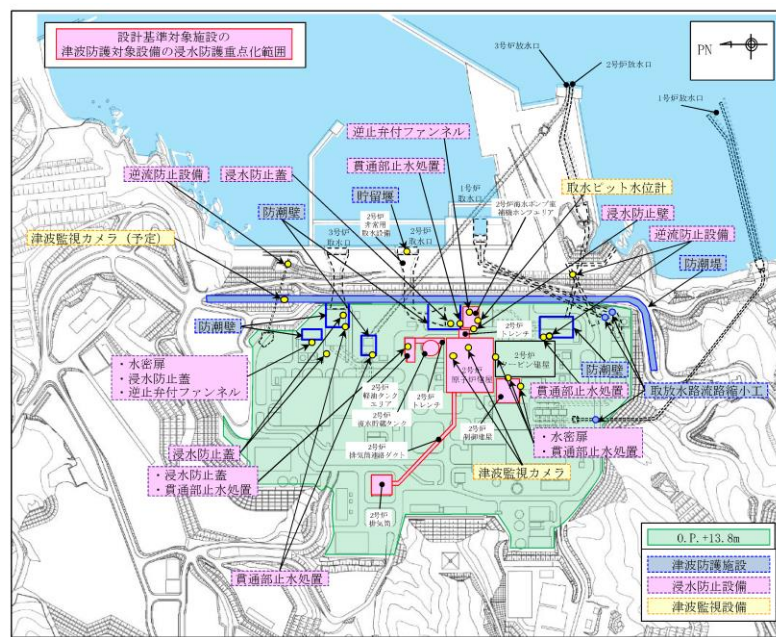 設計基準対象施設の
津波防護対象設備の浸水防護重点化範囲
PN
3号炉放水口
2号炉放水口
1号炉放水口
逆止弁付ファンネル
貫通部止水処置
浸水防止蓋
逆流防止設備
貯留堰
防潮壁
1号炉
取水口
2号炉海水ポンプ室
補機ポンプエリア
取水ピット水位計
浸水防止壁
逆流防止設備
津波監視カメラ（予定）
3号炉
取水口
2号炉
非常用
取水設備
2号炉
取水口
防潮堤
防潮壁
2号炉
トレンチ
2号炉
タービン建屋
2号炉
原子炉建屋
防潮壁
・水密扉
・浸水防止蓋
・逆止弁付ファンネル
2号炉
軽油タンク
エリア
2号炉
トレンチ
貫通部止水処置
取放水路流路縮小工
2号炉
復水貯蔵タンク
2号炉
制御建屋
・水密扉
・貫通部止水処置
浸水防止蓋
2号炉
排気筒連絡ダクト
・浸水防止蓋
・貫通部止水処置
津波監視カメラ
2号炉
排気筒
貫通部止水処置
O.P.+13.8m
津波防護施設
浸水防止設備
津波監視設備